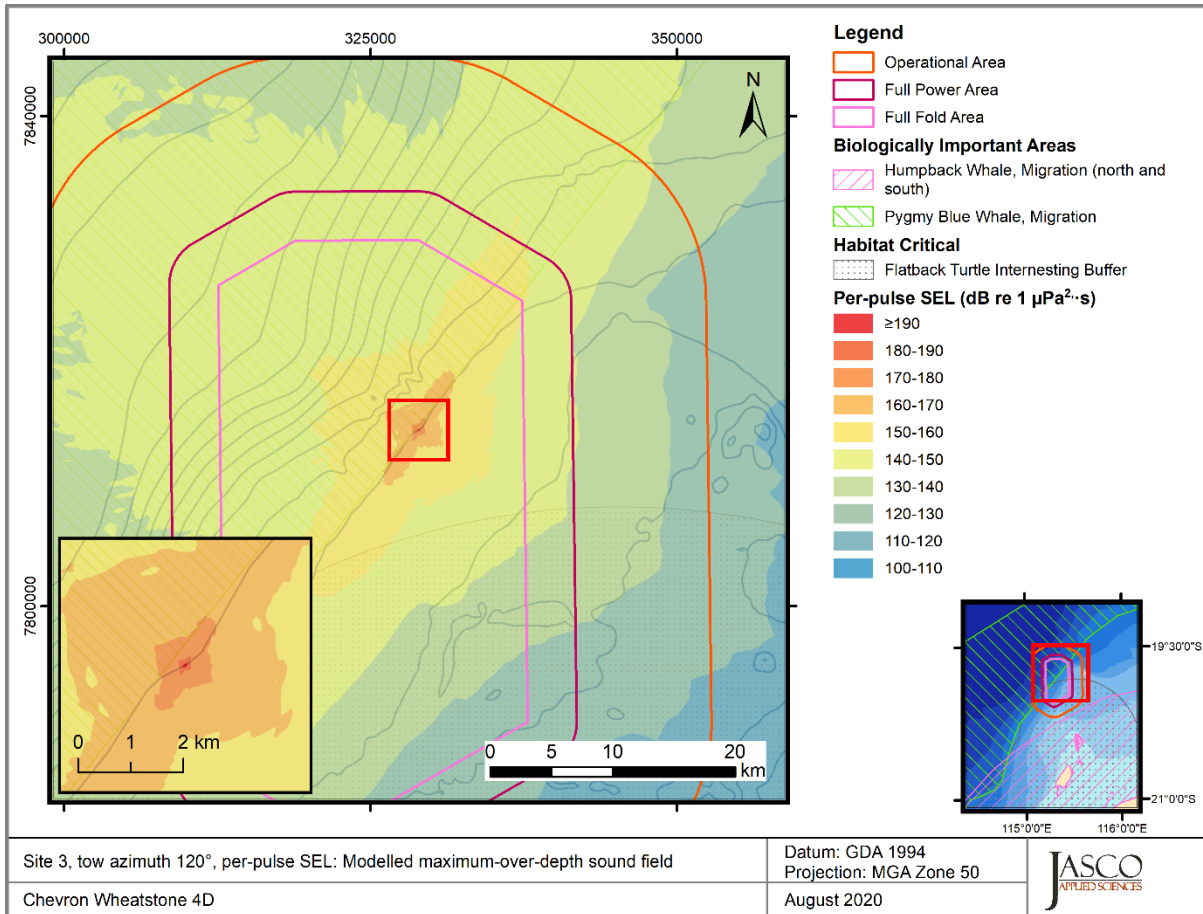 300000
325000
350000
7840000
7800000
N
0 1 2 km
0 5 10 20
km
Legend
Operational Area
Full Power Area
Full Fold Area
Biologically Important Areas
Humpback Whale, Migration (north and
south)
Pygmy Blue Whale, Migration
Habitat Critical
Flatback Turtle Internesting Buffer
Per-pulse SEL (dB re 1 µPa²·s)
≥190
180-190
170-180
160-170
150-160
140-150
130-140
120-130
110-120
100-110
19°30'0"S
21°0'0"S
115°0'0"E
116°0'0"E
Site 3, tow azimuth 120°, per-pulse SEL: Modelled maximum-over-depth sound field
Chevron Wheatstone 4D
Datum: GDA 1994
Projection: MGA Zone 50
August 2020
JASCO
APPLIED SCIENCES